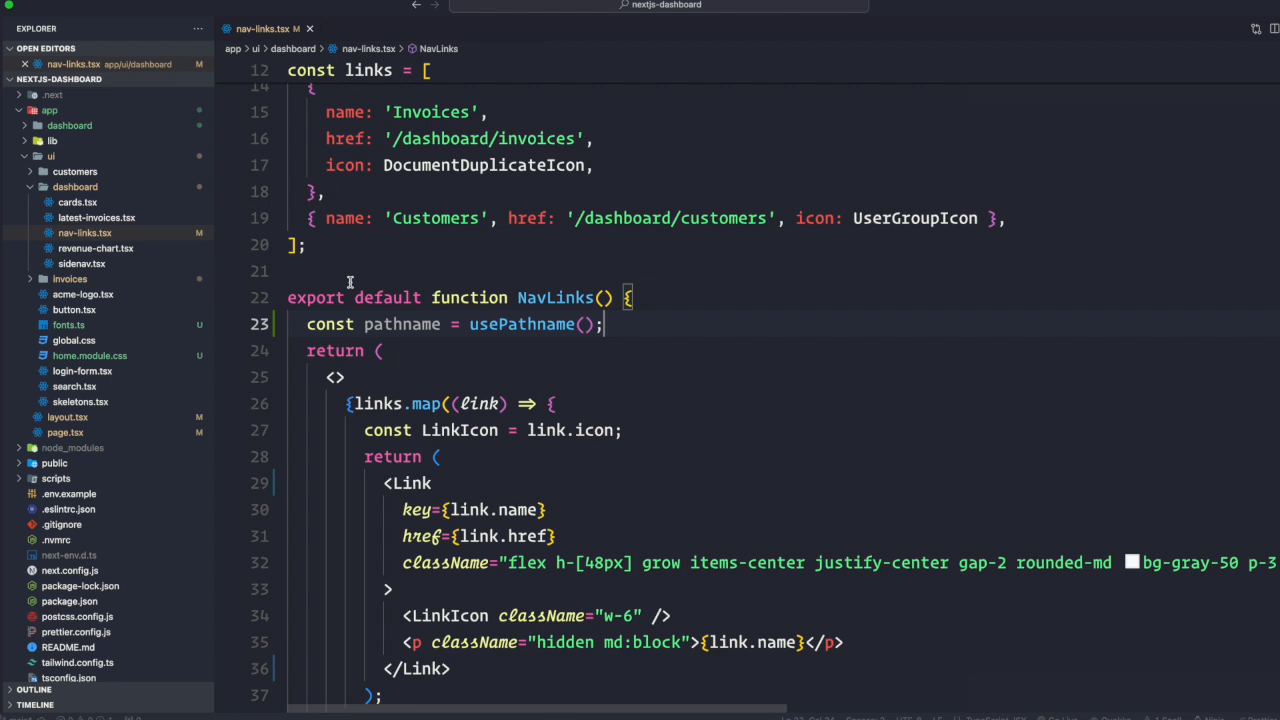 nextjs-dashboard
EXPLORER
nav-links.tsx M
OPEN EDITORS
nav-links.tsx app/ui/dashboard M
NEXTJS-DASHBOARD
.next
app
dashboard
lib
ui
customers
dashboard
cards.tsx
latest-invoices.tsx
nav-links.tsx M
revenue-chart.tsx
sidenav.tsx
invoices
acme-logo.tsx
button.tsx
fonts.ts U
global.css
home.module.css U
login-form.tsx
search.tsx
skeletons.tsx
layout.tsx M
page.tsx M
node_modules
public
scripts
.env.example
.eslintrc.json
.gitignore
.nvmrc
next-env.d.ts
next.config.js
package-lock.json
package.json
postcss.config.js
prettier.config.js
README.md
tailwind.config.ts
tsconfig.json
OUTLINE
TIMELINE
app > ui > dashboard > nav-links.tsx > NavLinks
12 const links = [
14 {
15 name: 'Invoices',
16 href: '/dashboard/invoices',
17 icon: DocumentDuplicateIcon,
18 },
19 { name: 'Customers', href: '/dashboard/customers', icon: UserGroupIcon },
20 ];
21
22 export default function NavLinks() {
23 const pathname = usePathname();
24 return (
25 <>
26 {links.map((link) => {
27 const LinkIcon = link.icon;
28 return (
29 <Link
30 key={link.name}
31 href={link.href}
32 className="flex h-[48px] grow items-center justify-center gap-2 rounded-md bg-gray-50 p-3
33 >
34 <LinkIcon className="w-6" />
35 <p className="hidden md:block">{link.name}</p>
36 </Link>
37 );